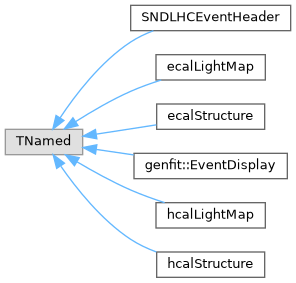 SNDLHCEventHeader
ecalLightMap
ecalStructure
TNamed
genfit::EventDisplay
hcalLightMap
hcalStructure